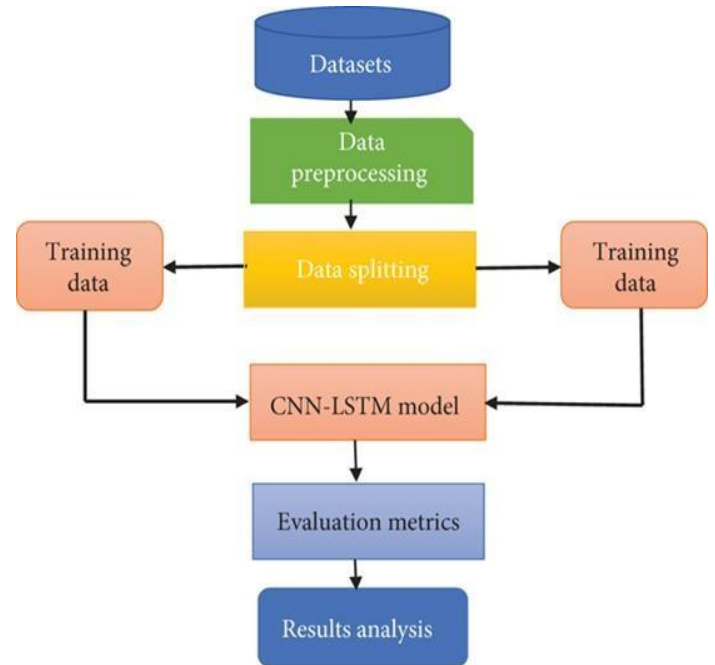 Datasets
Data
preprocessing
Training
data
Data splitting
Training
data
CNN-LSTM model
Evaluation metrics
Results analysis